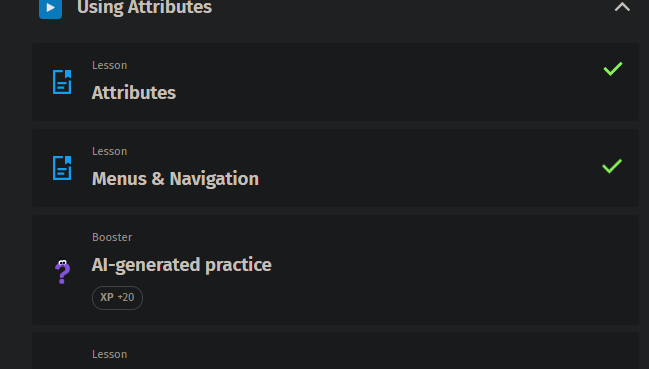 Using Attributes
Lesson
Attributes
Lesson
Menus & Navigation
Booster
AI-generated practice
XP +20
Lesson